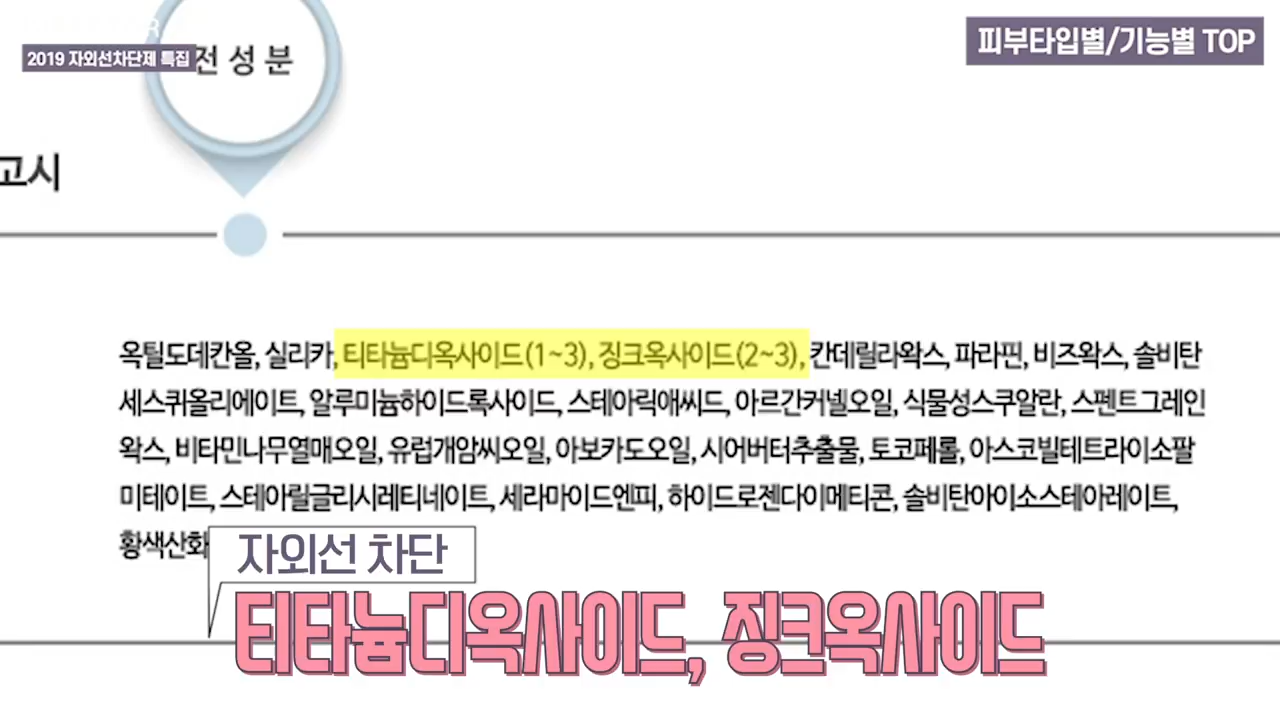 2019 자외선차단제 특집
전 성 분
피부타입별/기능별 TOP
고시
옥틸도데칸올, 실리카, 티타늄디옥사이드(1~3), 징크옥사이드(2~3), 칸데릴라왁스, 파라핀, 비즈왁스, 솔비탄
세스퀴올리에이트, 알루미늄하이드록사이드, 스테아릭애씨드, 아르간커넬오일, 식물성스쿠알란, 스펜트그레인
왁스, 비타민나무열매오일, 유럽개암씨오일, 아보카도오일, 시어버터추출물, 토코페롤, 아스코빌테트라이소팔
미테이트, 스테아릴글리시레티네이트, 세라마이드엔피, 하이드로젠다이메티콘, 솔비탄아이소스테아레이트,
황색산화
자외선 차단
티타늄디옥사이드, 징크옥사이드